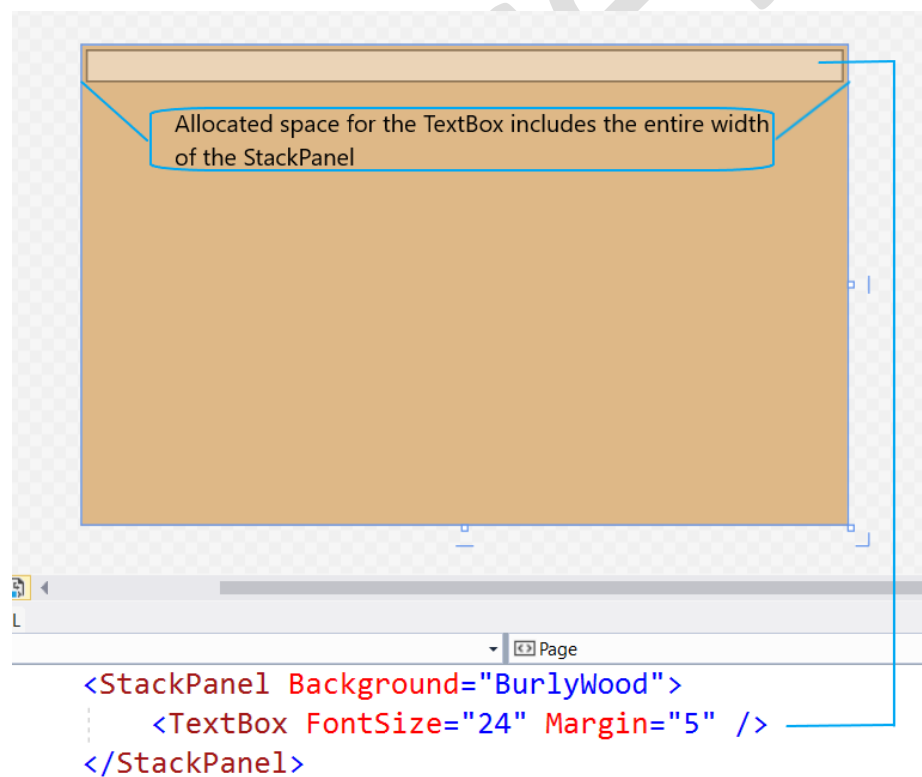 Allocated space for the TextBox includes the entire width
of the StackPanel
L
Page
<StackPanel Background="BurlyWood">
<TextBox FontSize="24" Margin="5" />
</StackPanel>